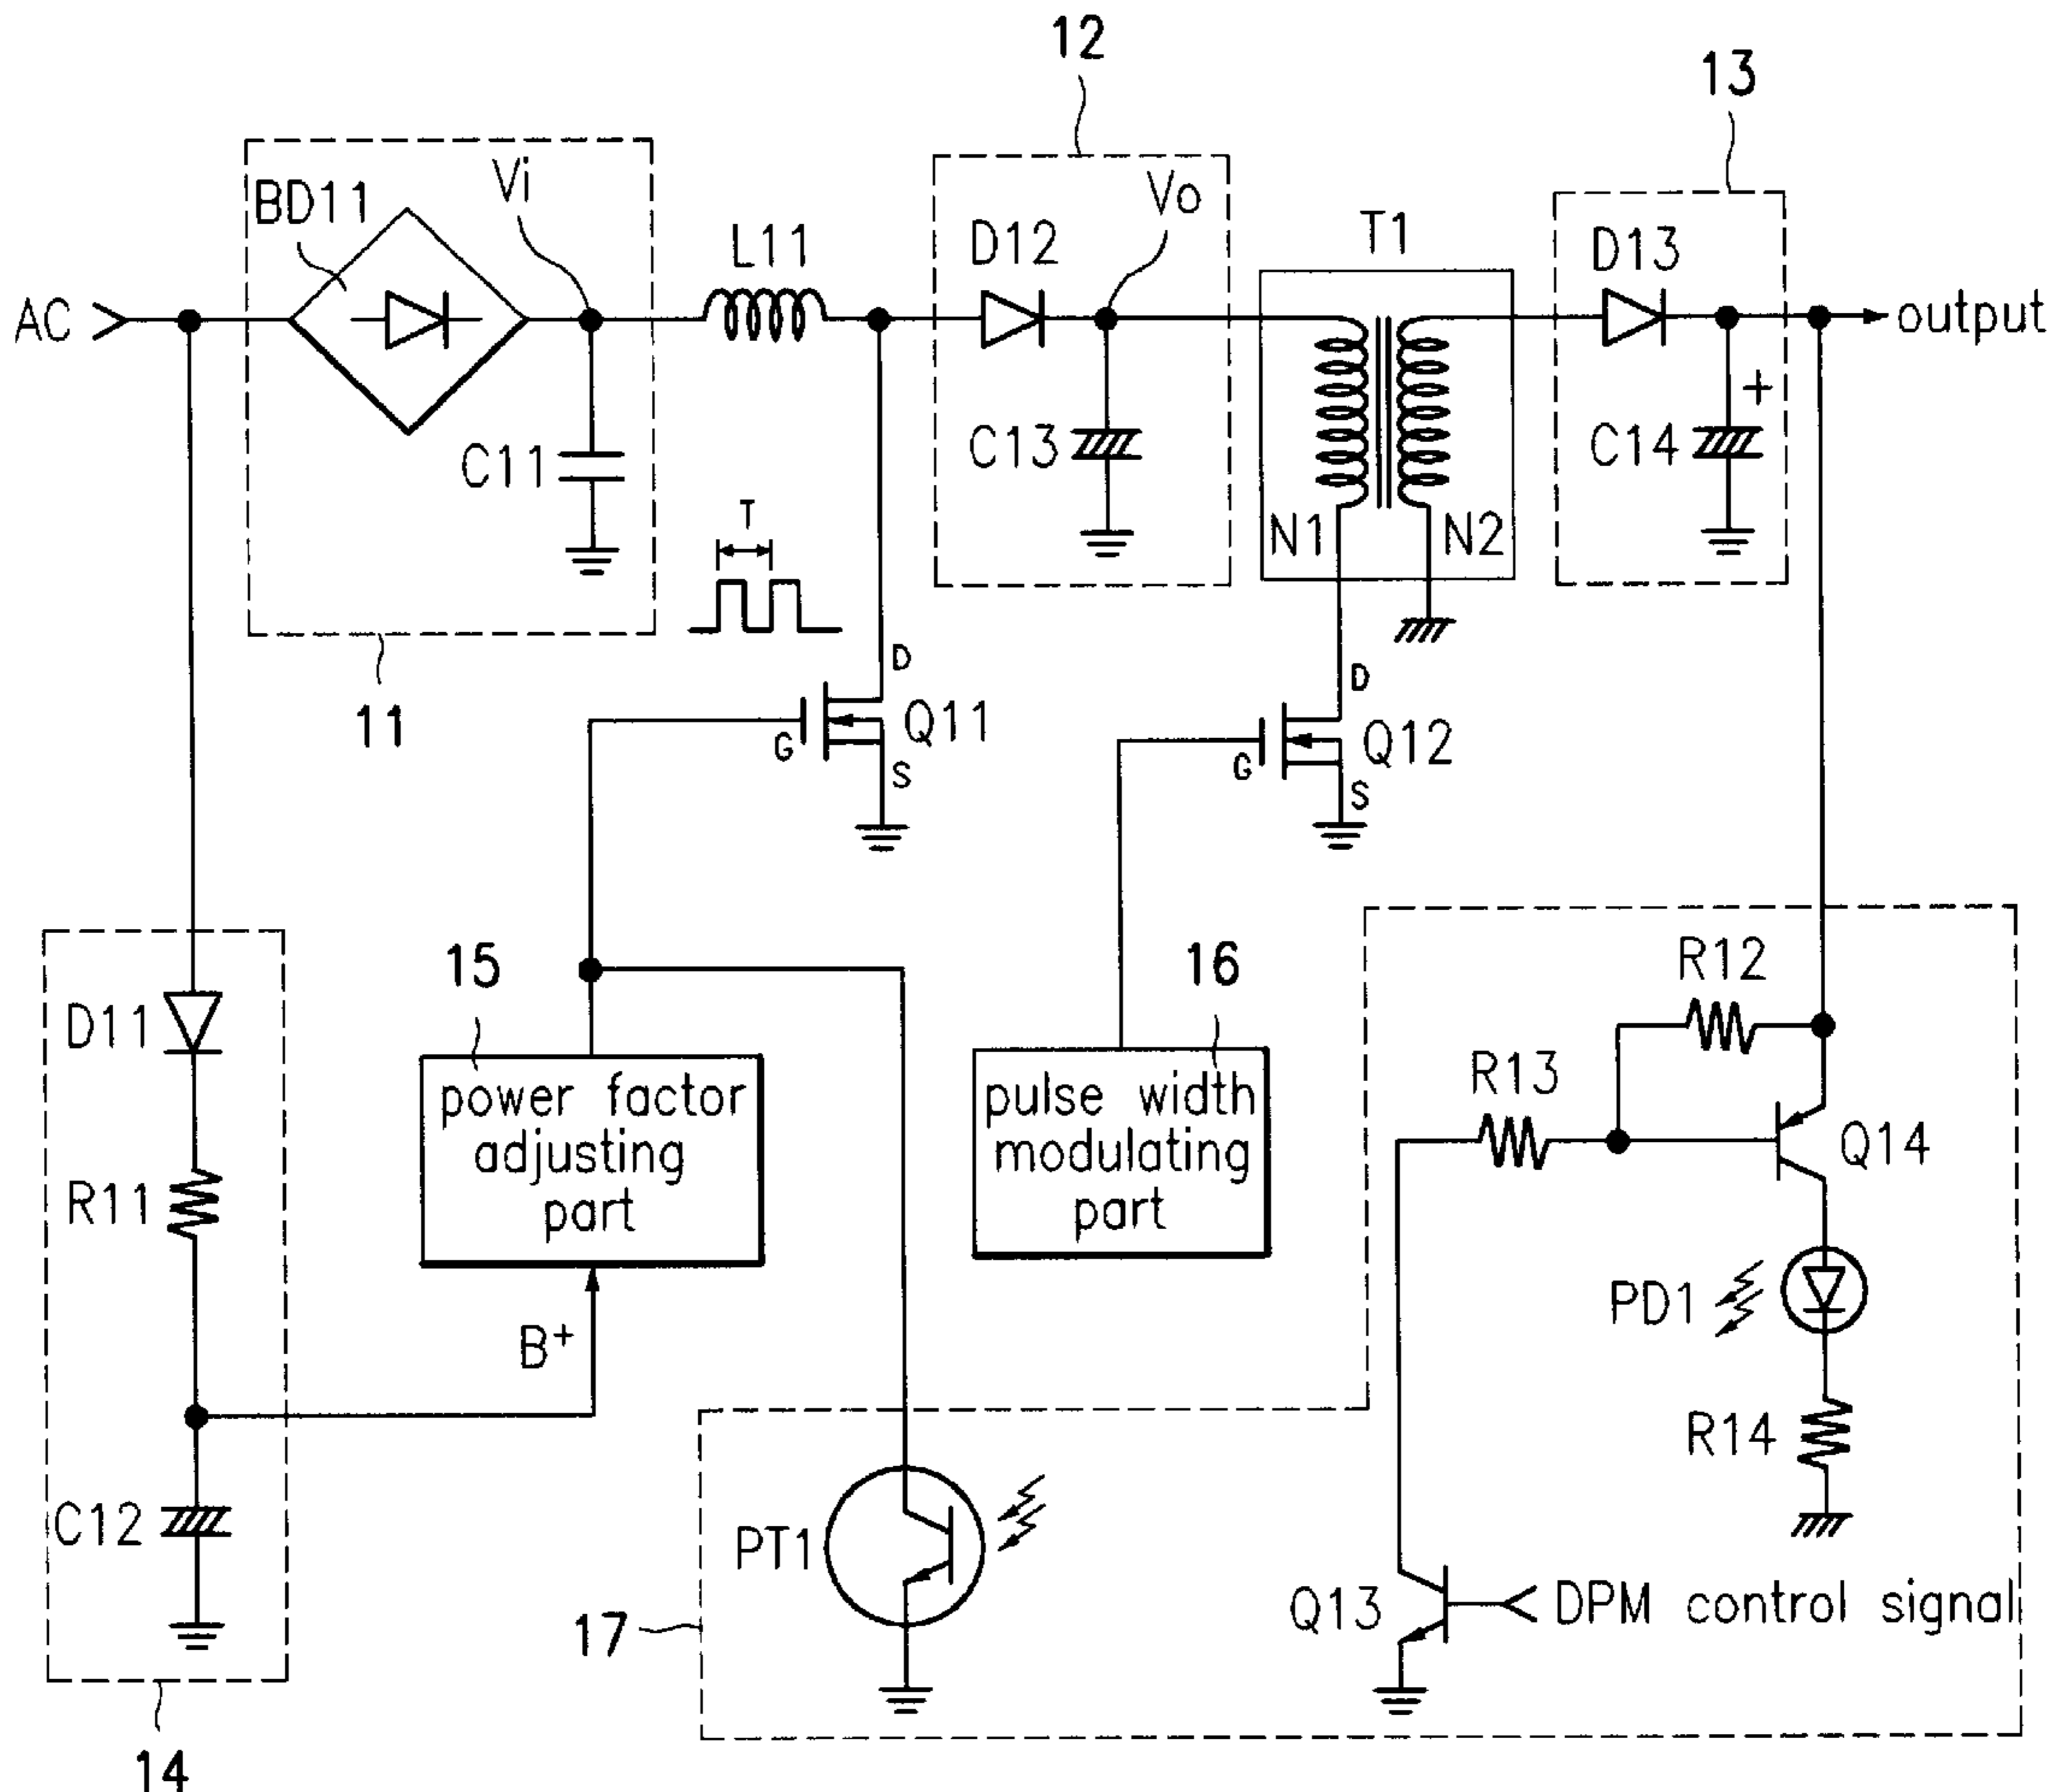 12
13
BD11
Vi
L11
D12
Vo
T1
D13
AC
output
C11
C13
+
C14
T
N1
N2
11
D
G
Q11
S
D
G
Q12
S
15
16
R12
D11
power factor
adjusting
part
pulse width
modulating
part
R13
Q14
R11
B+
PD1
R14
C12
PT1
17
Q13
DPM control signal
14